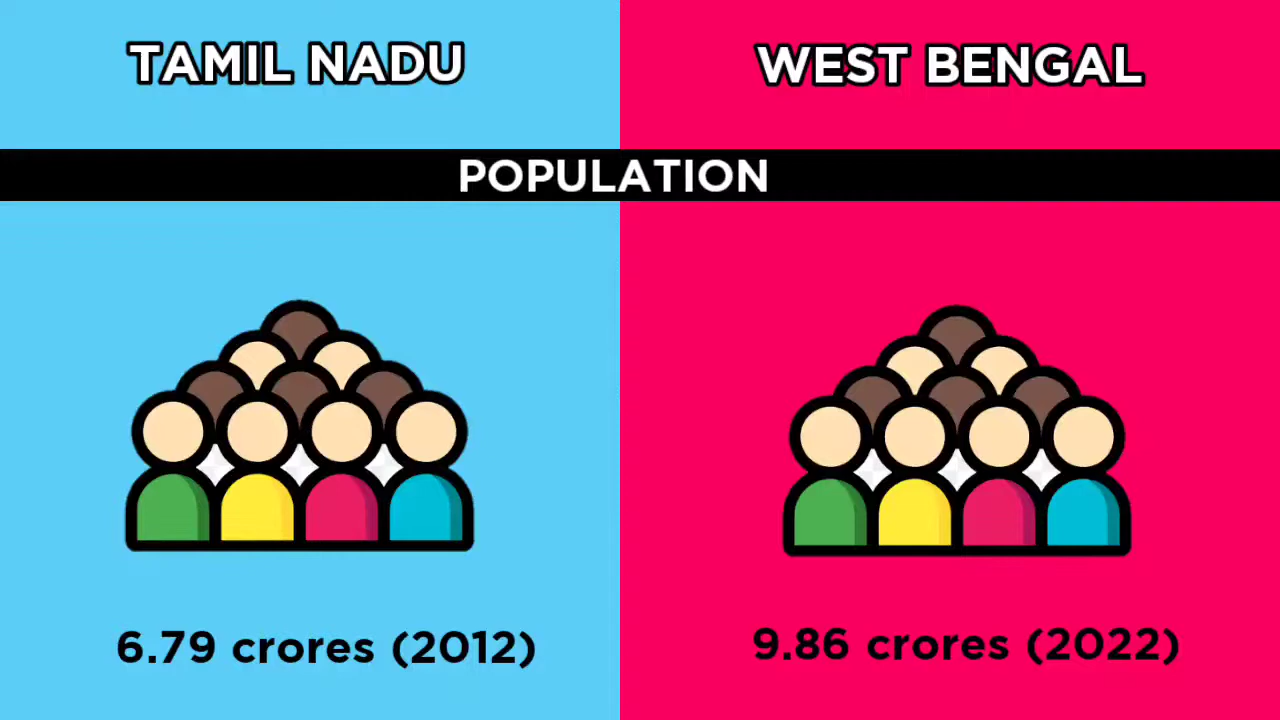 TAMIL NADU
WEST BENGAL
POPULATION
6.79 crores (2012)
9.86 crores (2022)